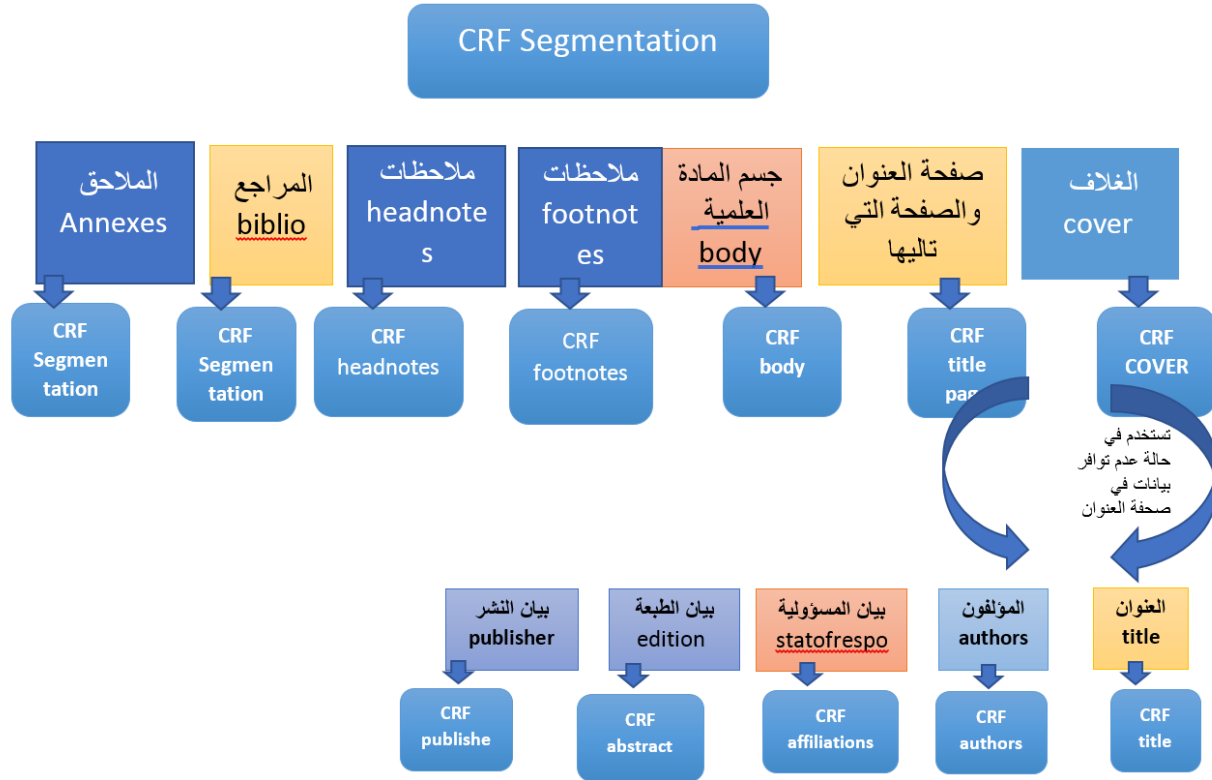 CRF Segmentation
الغلاف
cover
صفحة العنوان
والصفحة التي
تاليها
جسم المادة
العلمية
body
ملاحظات
footnot
es
ملاحظات
headnote
s
المراجع
biblio
الملاحق
Annexes
CRF
COVER
CRF
title
pag
CRF
body
CRF
footnotes
CRF
headnotes
CRF
Segmen
tation
CRF
Segmen
tation
تستخدم في
حالة عدم توافر
بيانات في
صحفة العنوان
العنوان
title
المؤلفون
authors
بيان المسؤولية
statofrespo
بيان الطبعة
edition
بيان النشر
publisher
CRF
title
CRF
authors
CRF
affiliations
CRF
abstract
CRF
publishe